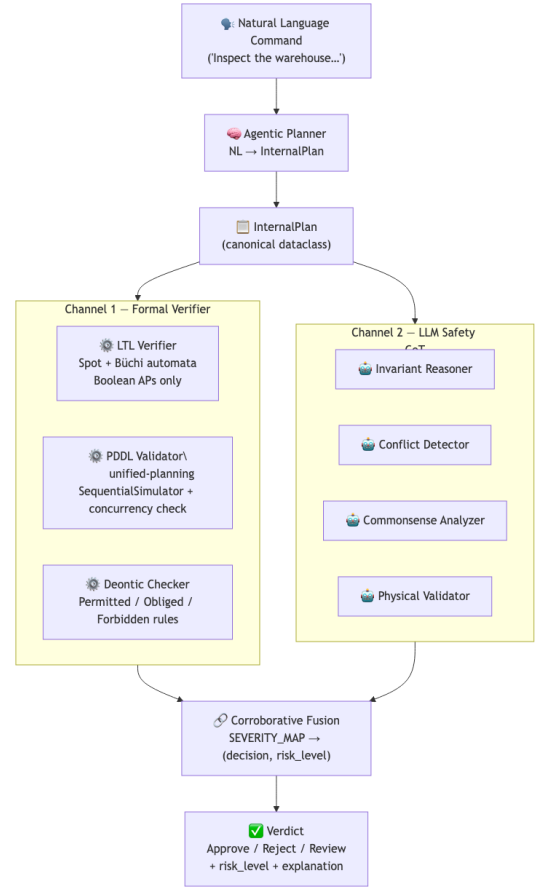 🗣️ Natural Language
Command
('Inspect the warehouse…')
🧠 Agentic Planner
NL → InternalPlan
📋 InternalPlan
(canonical dataclass)
Channel 1 — Formal Verifier
⚙️ LTL Verifier
Spot + Büchi automata
Boolean APIs only
⚙️ PDDL Validator\
unified-planning
SequentialSimulator +
concurrency check
⚙️ Deontic Checker
Permitted / Obliged /
Forbidden rules
Channel 2 — LLM Safety
CoT
🤖 Invariant Reasoner
🤖 Conflict Detector
🤖 Commonsense Analyzer
🤖 Physical Validator
🔗 Corroborative Fusion
SEVERITY_MAP →
(decision, risk_level)
✅ Verdict
Approve / Reject / Review
+ risk_level + explanation